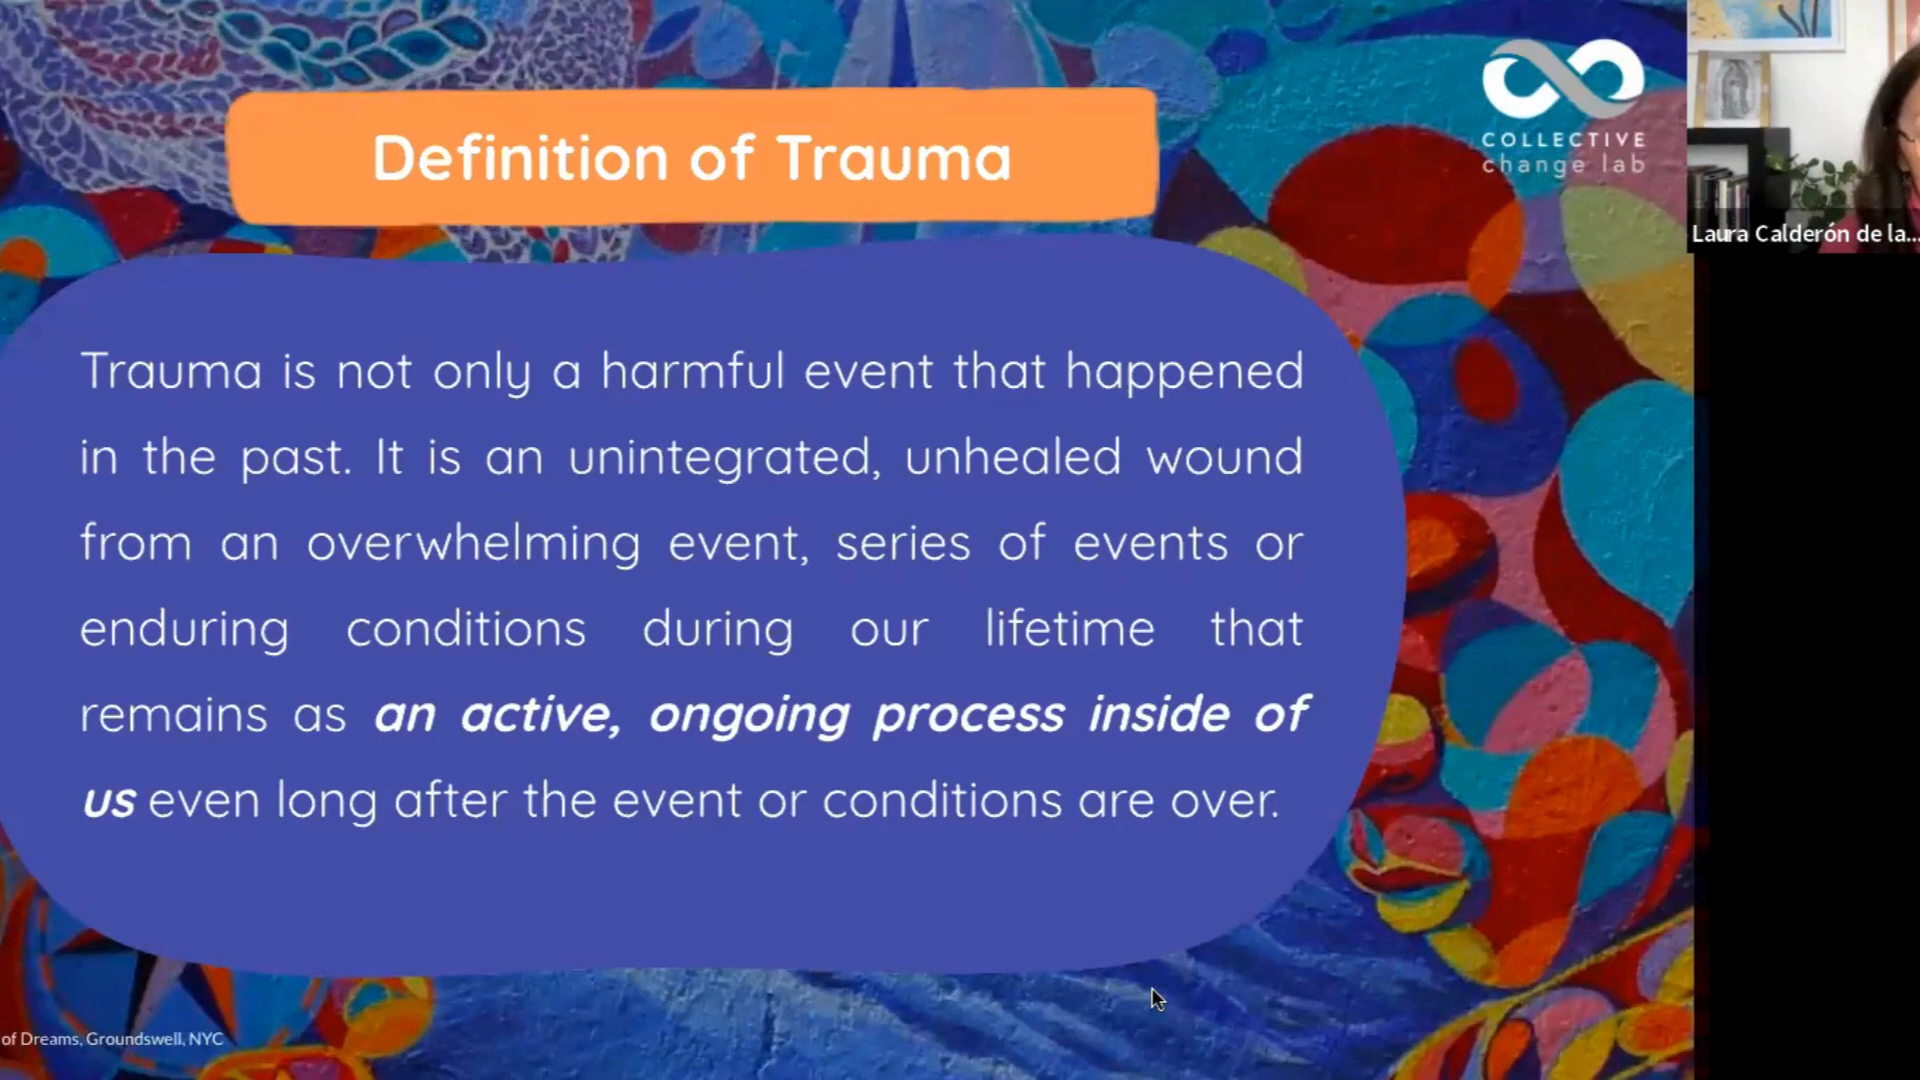 Definition of Trauma
COLLECTIVE
change lab
Laura Calderón de la...
Trauma is not only a harmful event that happened
in the past. It is an unintegrated, unhealed wound
from an overwhelming event, series of events or
enduring conditions during our lifetime that
remains as an active, ongoing process inside of
us even long after the event or conditions are over.
of Dreams, Groundswell, NYC